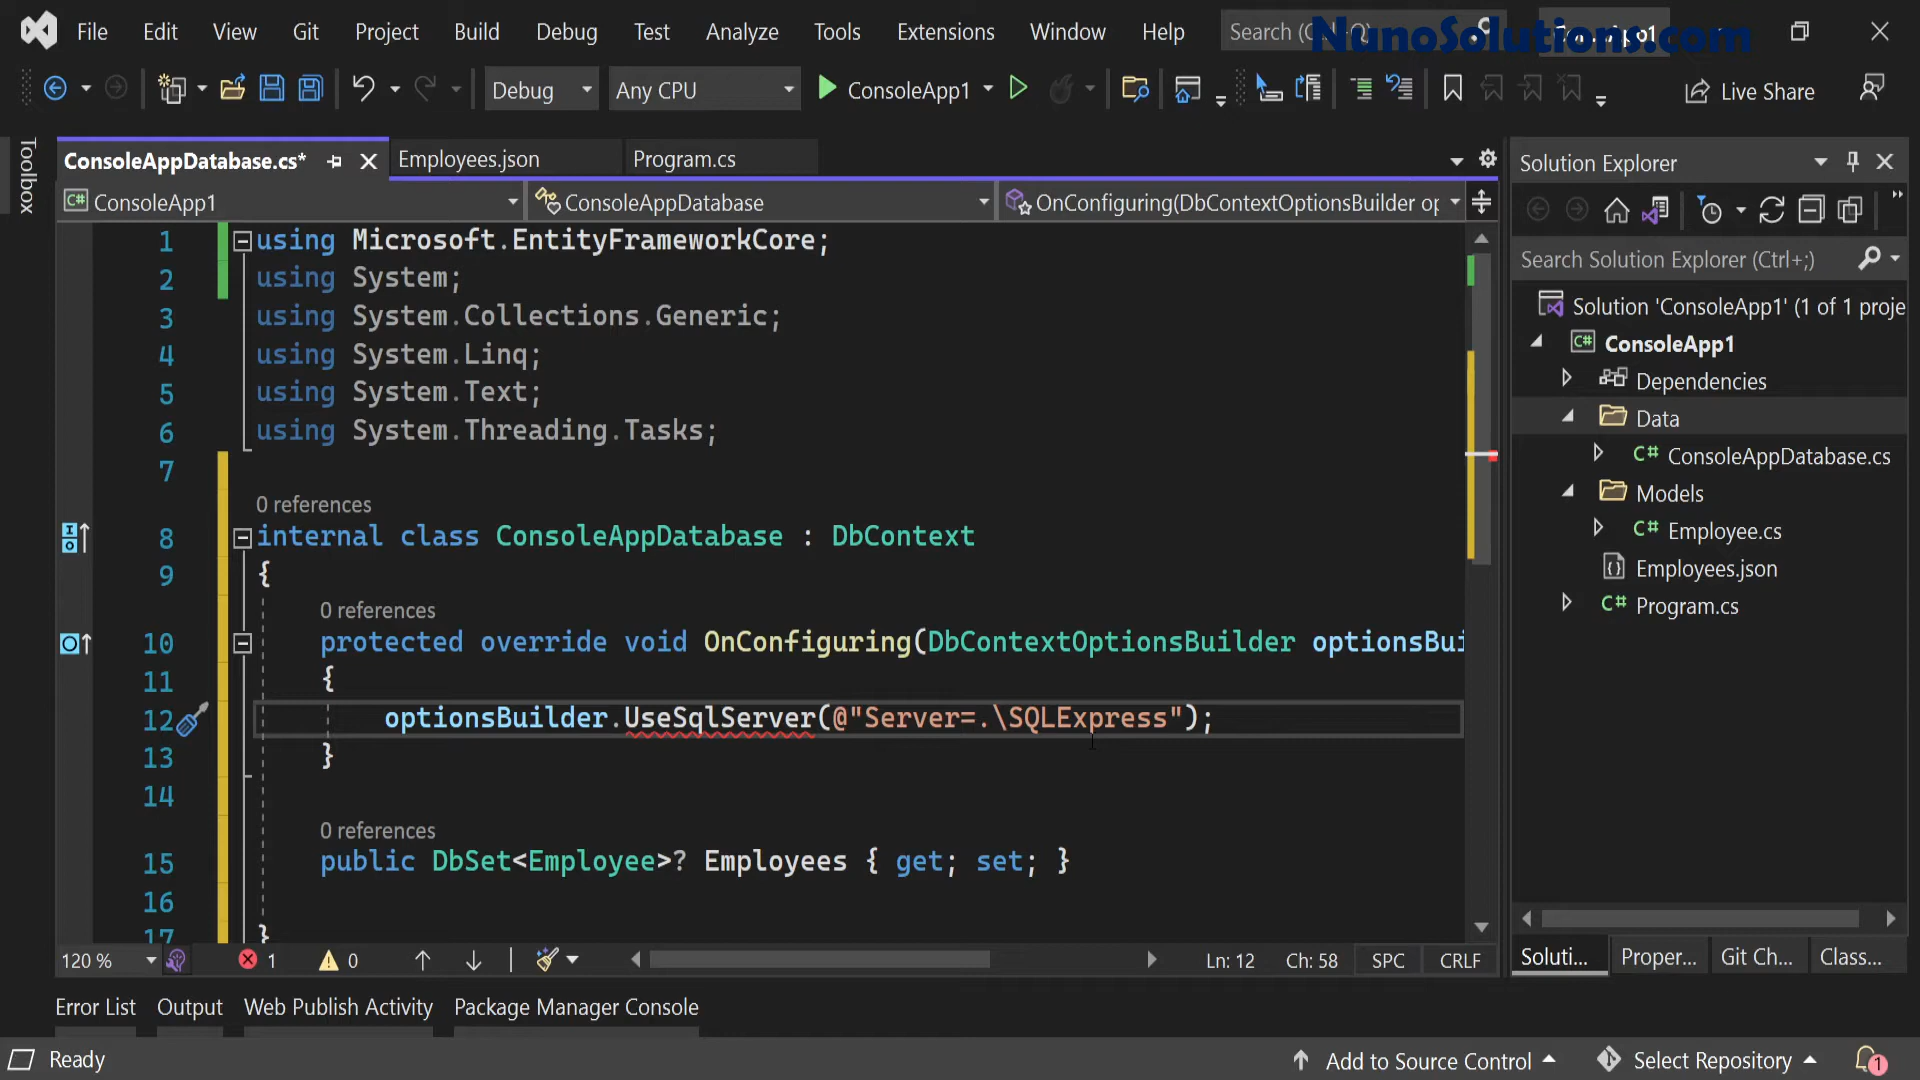 File Edit View Git Project Build Debug Test Analyze Tools Extensions Window Help Search
NunoSolutions.com
Debug Any CPU ConsoleApp1 Live Share
Toolbox
ConsoleAppDatabase.cs* Employees.json Program.cs
ConsoleApp1 ConsoleAppDatabase OnConfiguring(DbContextOptionsBuilder op
1 using Microsoft.EntityFrameworkCore;
2 using System;
3 using System.Collections.Generic;
4 using System.Linq;
5 using System.Text;
6 using System.Threading.Tasks;
7
0 references
8 internal class ConsoleAppDatabase : DbContext
9 {
0 references
10 protected override void OnConfiguring(DbContextOptionsBuilder optionsBui
11 {
12 optionsBuilder.UseSqlServer(@"Server=.\SQLExpress");
13 }
14
0 references
15 public DbSet<Employee>? Employees { get; set; }
16
17 }
120 % 1 0 Ln: 12 Ch: 58 SPC CRLF
Error List Output Web Publish Activity Package Manager Console
Solution Explorer
Search Solution Explorer (Ctrl+;)
Solution 'ConsoleApp1' (1 of 1 proje
C# ConsoleApp1
Dependencies
Data
C# ConsoleAppDatabase.cs
Models
C# Employee.cs
Employees.json
C# Program.cs
Soluti... Proper... Git Ch... Class...
Ready Add to Source Control Select Repository 1